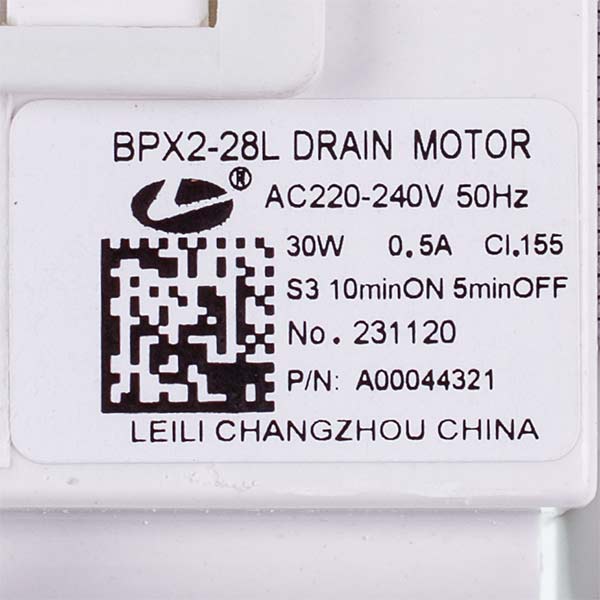 BPX2-28L DRAIN MOTOR
®
AC220-240V 50Hz
30W 0.5A Cl.155
S3 10minON 5minOFF
No. 231120
P/N: A00044321
LEILI CHANGZHOU CHINA